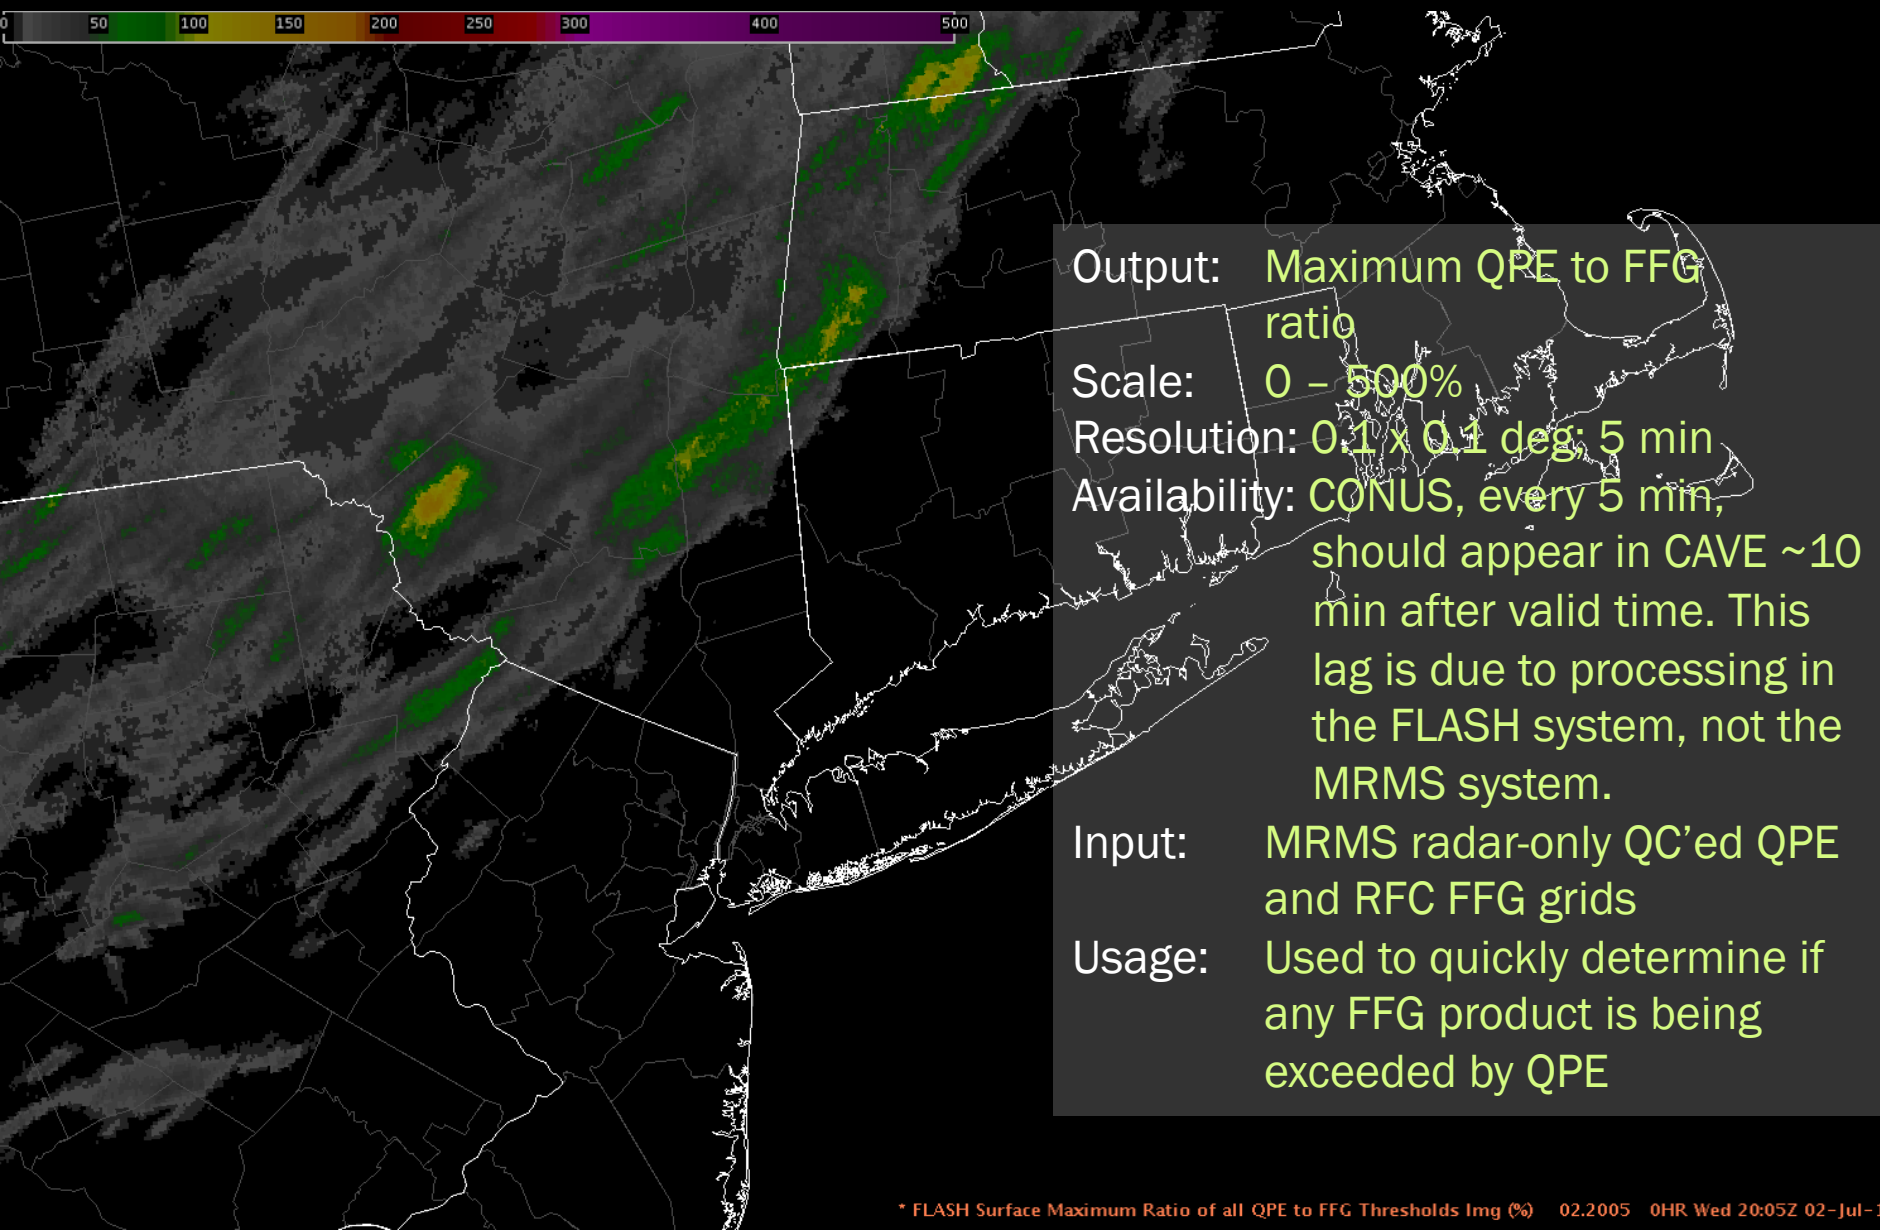 0 50 100 150 200 250 300 400 500
Output: Maximum QPE to FFG
ratio
Scale: 0 – 500%
Resolution: 0.1 x 0.1 deg; 5 min
Availability: CONUS, every 5 min,
should appear in CAVE ~10
min after valid time. This
lag is due to processing in
the FLASH system, not the
MRMS system.
Input: MRMS radar-only QC’ed QPE
and RFC FFG grids
Usage: Used to quickly determine if
any FFG product is being
exceeded by QPE
* FLASH Surface Maximum Ratio of all QPE to FFG Thresholds Img (%) 02.2005 0HR Wed 20:05Z 02-Jul-